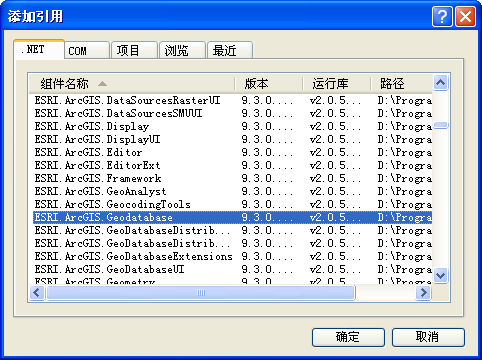 添加引用
.NET COM 项目 浏览 最近
组件名称 版本 运行库 路径
ESRI.ArcGIS.DataSourcesRasterUI 9.3.0.... v2.0.5... D:\Progra
ESRI.ArcGIS.DataSourcesSMUUI 9.3.0.... v2.0.5... D:\Progra
ESRI.ArcGIS.Display 9.3.0.... v2.0.5... D:\Progra
ESRI.ArcGIS.DisplayUI 9.3.0.... v2.0.5... D:\Progra
ESRI.ArcGIS.Editor 9.3.0.... v2.0.5... D:\Progra
ESRI.ArcGIS.EditorExt 9.3.0.... v2.0.5... D:\Progra
ESRI.ArcGIS.Framework 9.3.0.... v2.0.5... D:\Progra
ESRI.ArcGIS.GeoAnalyst 9.3.0.... v2.0.5... D:\Progra
ESRI.ArcGIS.GeocodingTools 9.3.0.... v2.0.5... D:\Progra
ESRI.ArcGIS.Geodatabase 9.3.0.... v2.0.5... D:\Progra
ESRI.ArcGIS.GeoDatabaseDistrib... 9.3.0.... v2.0.5... D:\Progra
ESRI.ArcGIS.GeoDatabaseDistrib... 9.3.0.... v2.0.5... D:\Progra
ESRI.ArcGIS.GeoDatabaseExtensions 9.3.0.... v2.0.5... D:\Progra
ESRI.ArcGIS.GeoDatabaseUI 9.3.0.... v2.0.5... D:\Progra
ESRI.ArcGIS.Geometry 9.3.0.... v2.0.5... D:\Progra
确定 取消